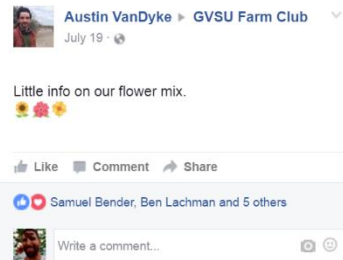 Austin VanDyke ▸ GVSU Farm Club
July 19 ·
Little info on our flower mix.
🌻🌺🌼
Like Comment Share
Samuel Bender, Ben Lachman and 5 others
Write a comment...